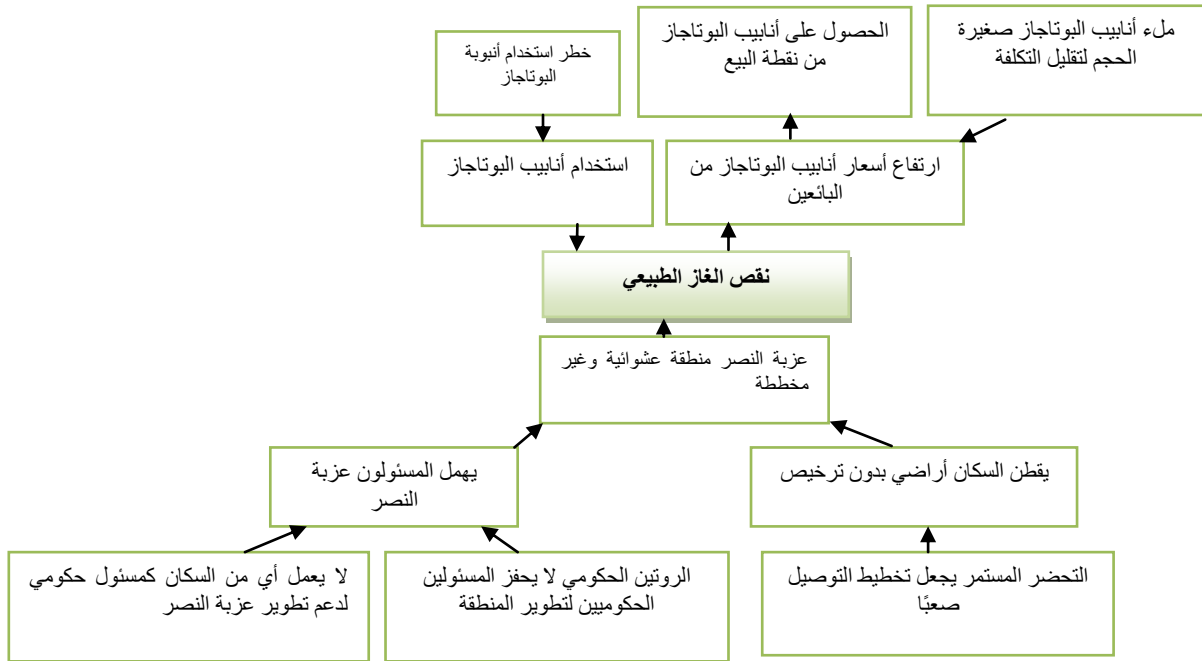 ملء أنابيب البوتاجاز صغيرة
الحجم لتقليل التكلفة
الحصول على أنابيب البوتاجاز
من نقطة البيع
خطر استخدام أنبوبة
البوتاجاز
ارتفاع أسعار أنابيب البوتاجاز من
البائعين
استخدام أنابيب البوتاجاز
نقص الغاز الطبيعي
عزبة النصر منطقة عشوائية وغير
مخططة
يقطن السكان أراضي بدون ترخيص
يهمل المسئولون عزبة
النصر
التحضر المستمر يجعل تخطيط التوصيل
صعبًا
الروتين الحكومي لا يحفز المسئولين
الحكوميين لتطوير المنطقة
لا يعمل أي من السكان كمسئول حكومي
لدعم تطوير عزبة النصر